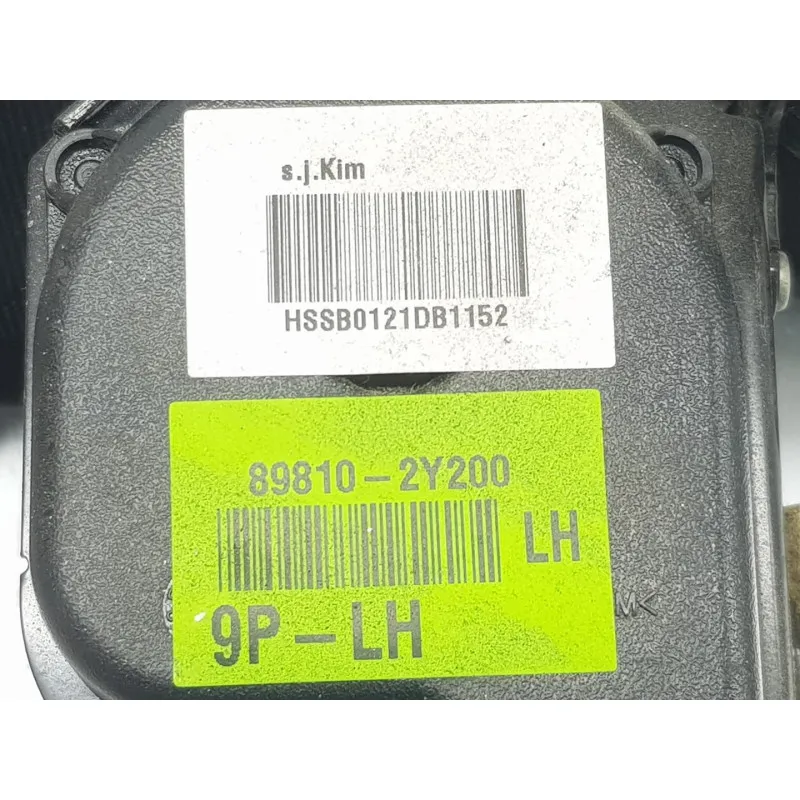 s.j.Kim
HSSB0121DB1152
89810-2Y200
LH
9P-LH